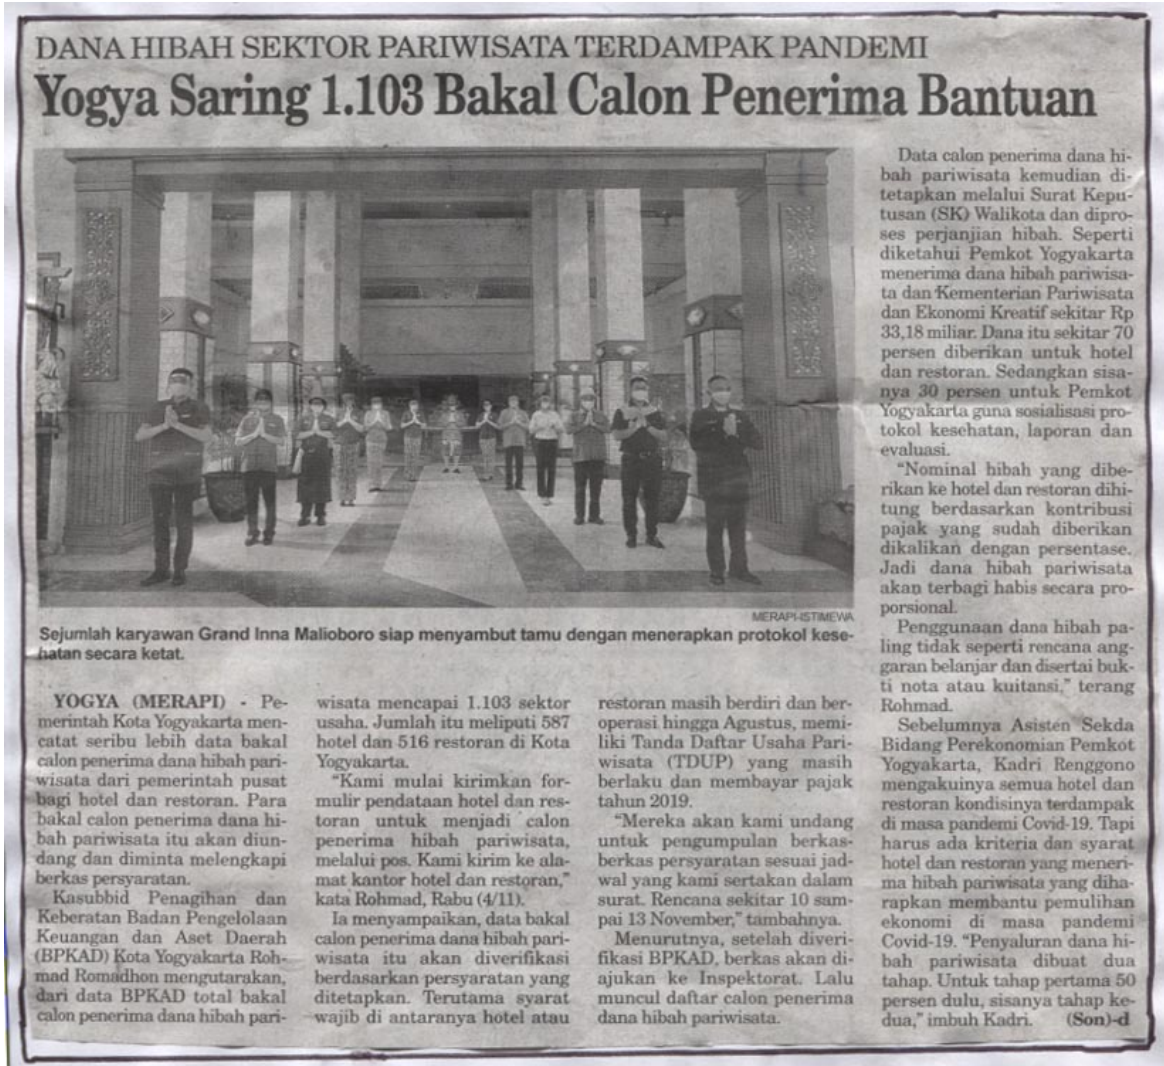 DANA HIBAH SEKTOR PARIWISATA TERDAMPAK PANDEMI
Yogya Saring 1.103 Bakal Calon Penerima Bantuan
MERAPI-ISTIMEWA
Sejumlah karyawan Grand Inna Malioboro siap menyambut tamu dengan menerapkan protokol kese-
hatan secara ketat.
YOGYA (MERAPI) - Pe-
merintah Kota Yogyakarta men-
catat seribu lebih data bakal
calon penerima dana hibah pari-
wisata dari pemerintah pusat
bagi hotel dan restoran. Para
bakal calon penerima dana hi-
bah pariwisata itu akan diun-
dang dan diminta melengkapi
berkas persyaratan.
Kasubbid Penagihan dan
Keberatan Badan Pengelolaan
Keuangan dan Aset Daerah
(BPKAD) Kota Yogyakarta Roh-
mad Romadhon mengutarakan,
dari data BPKAD total bakal
calon penerima dana hibah pari-
wisata mencapai 1.103 sektor
usaha. Jumlah itu meliputi 587
hotel dan 516 restoran di Kota
Yogyakarta.
"Kami mulai kirimkan for-
mulir pendataan hotel dan res-
toran untuk menjadi calon
penerima hibah pariwisata,
melalui pos. Kami kirim ke ala-
mat kantor hotel dan restoran,"
kata Rohmad, Rabu (4/11).
Ia menyampaikan, data bakal
calon penerima dana hibah pari-
wisata itu akan diverifikasi
berdasarkan persyaratan yang
ditetapkan. Terutama syarat
wajib di antaranya hotel atau
restoran masih berdiri dan ber-
operasi hingga Agustus, memi-
liki Tanda Daftar Usaha Pari-
wisata (TDUP) yang masih
berlaku dan membayar pajak
tahun 2019.
"Mereka akan kami undang
untuk pengumpulan berkas-
berkas persyaratan sesuai jad-
wal yang kami sertakan dalam
surat. Rencana sekitar 10 sam-
pai 13 November," tambahnya.
Menurutnya, setelah diveri-
fikasi BPKAD, berkas akan di-
ajukan ke Inspektorat. Lalu
muncul daftar calon penerima
dana hibah pariwisata.
Data calon penerima dana hi-
bah pariwisata kemudian di-
tetapkan melalui Surat Kepu-
tusan (SK) Walikota dan dipro-
ses perjanjian hibah. Seperti
diketahui Pemkot Yogyakarta
menerima dana hibah pariwisa-
ta dan Kementerian Pariwisata
dan Ekonomi Kreatif sekitar Rp
33,18 miliar. Dana itu sekitar 70
persen diberikan untuk hotel
dan restoran. Sedangkan sisa-
nya 30 persen untuk Pemkot
Yogyakarta guna sosialisasi pro-
tokol kesehatan, laporan dan
evaluasi.
"Nominal hibah yang dibe-
rikan ke hotel dan restoran dihi-
tung berdasarkan kontribusi
pajak yang sudah diberikan
dikalikan dengan persentase.
Jadi dana hibah pariwisata
akan terbagi habis secara pro-
porsional.
Penggunaan dana hibah pa-
ling tidak seperti rencana ang-
garan belanjar dan disertai buk-
ti nota atau kuitansi," terang
Rohmad.
Sebelumnya Asisten Sekda
Bidang Perekonomian Pemkot
Yogyakarta, Kadri Renggono
mengakuinya semua hotel dan
restoran kondisinya terdampak
di masa pandemi Covid-19. Tapi
harus ada kriteria dan syarat
hotel dan restoran yang meneri-
ma hibah pariwisata yang diha-
rapkan membantu pemulihan
ekonomi di masa pandemi
Covid-19. "Penyaluran dana hi-
bah pariwisata dibuat dua
tahap. Untuk tahap pertama 50
persen dulu, sisanya tahap ke-
dua," imbuh Kadri. (Son)-d